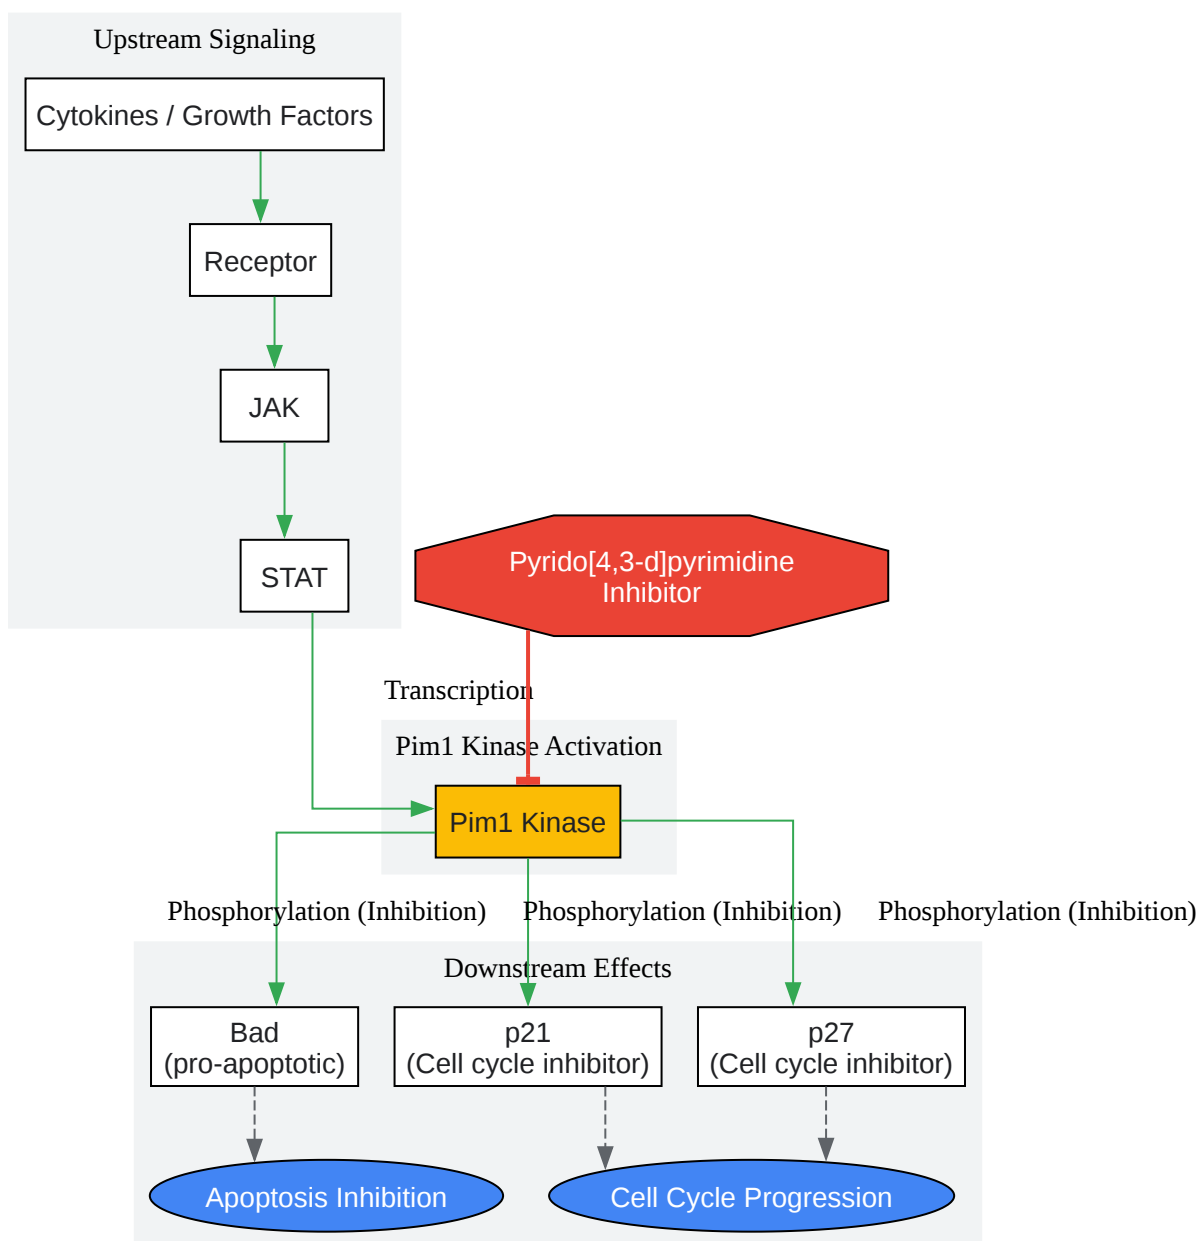 Upstream Signaling
Cytokines / Growth Factors
Receptor
JAK
STAT
Pyrido[4,3-d]pyrimidine
Inhibitor
Transcription
Pim1 Kinase Activation
Pim1 Kinase
Phosphorylation (Inhibition)
Phosphorylation (Inhibition)
Phosphorylation (Inhibition)
Downstream Effects
Bad
(pro-apoptotic)
p21
(Cell cycle inhibitor)
p27
(Cell cycle inhibitor)
Apoptosis Inhibition
Cell Cycle Progression